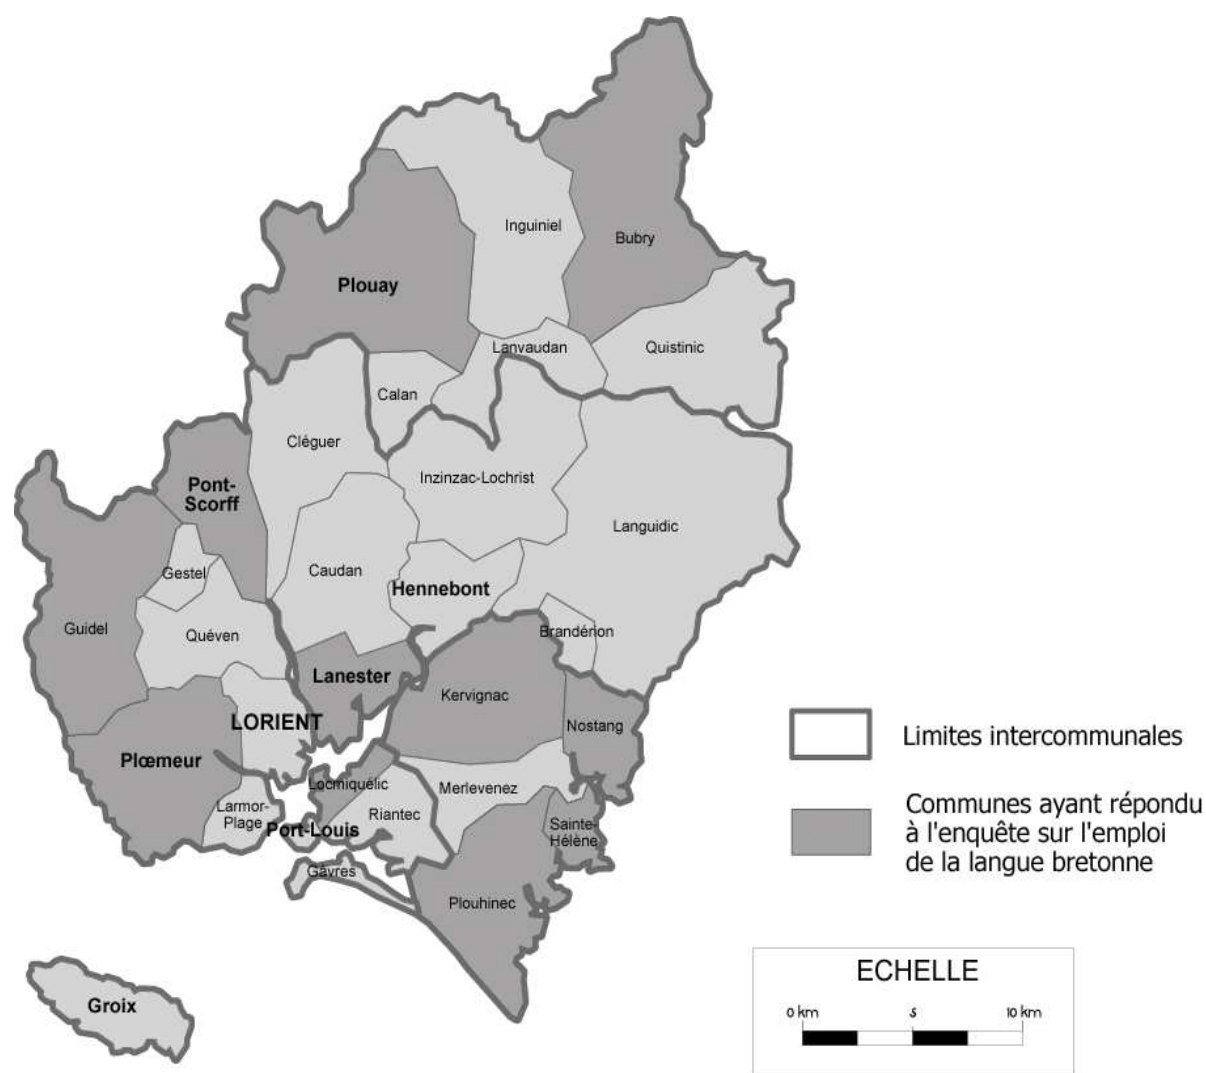 Inguiniel
Bubry
Plouay
Lanvaudan
Quistinic
Calan
Cléguer
Inzinzac-Lochrist
Pont-
Scorff
Languidic
Gestel
Caudan
Hennebont
Guidel
Quéven
Brandérion
Lanester
Kervignac
LORIENT
Nostang
Plœmeur
Locmiquélic
Merlevenez
Larmor-
Plage
Port-Louis
Riantec
Sainte-
Hélène
Gâvres
Plouhinec
Groix
Limites intercommunales
Communes ayant répondu
à l'enquête sur l'emploi
de la langue bretonne
ECHELLE
0 km 5 10 km